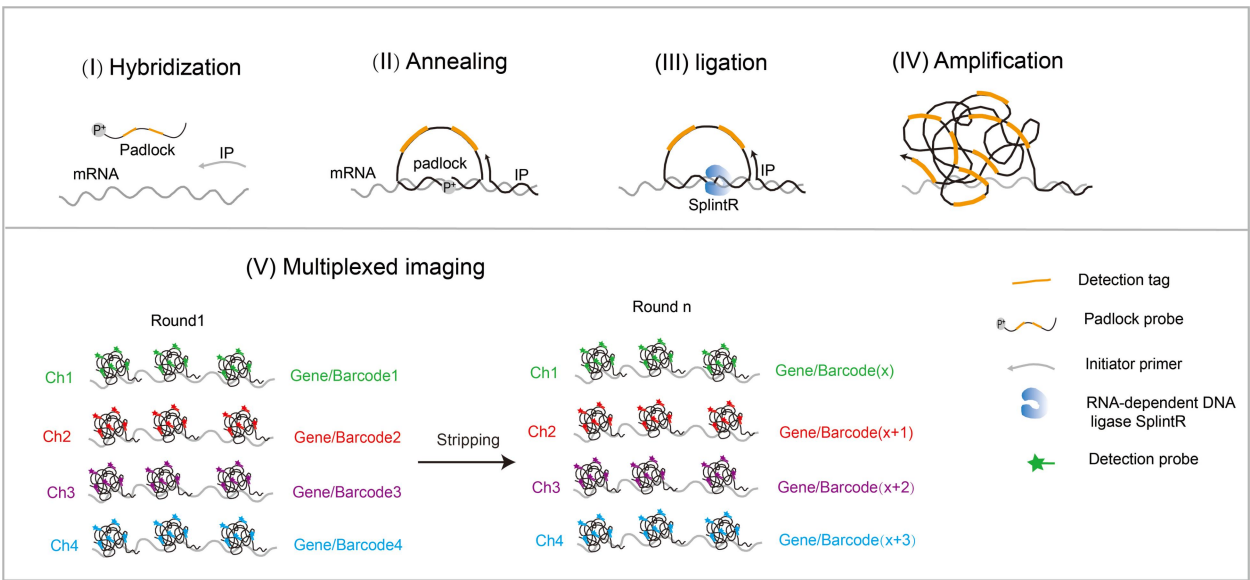 (I) Hybridization
P⁺
Padlock
IP
mRNA
(II) Annealing
padlock
mRNA
P⁺
IP
(III) ligation
IP
SplintR
(IV) Amplification
(V) Multiplexed imaging
Round1
Ch1
Gene/Barcode1
Ch2
Gene/Barcode2
Ch3
Gene/Barcode3
Ch4
Gene/Barcode4
Stripping
Round n
Ch1
Gene/Barcode(x)
Ch2
Gene/Barcode(x+1)
Ch3
Gene/Barcode(x+2)
Ch4
Gene/Barcode(x+3)
Detection tag
P⁺
Padlock probe
Initiator primer
RNA-dependent DNA
ligase SplintR
Detection probe